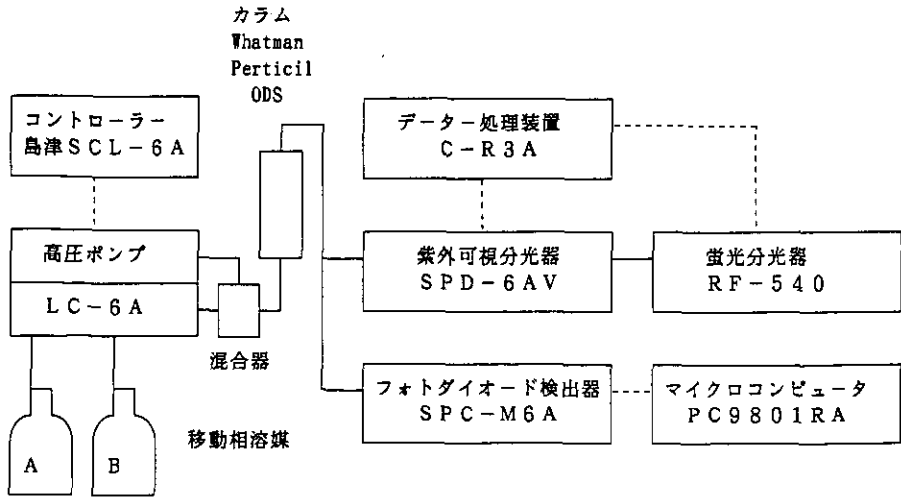 カラム
Whatman
Perticil
ODS
コントローラー
島津SCL-6A
データー処理装置
C-R3A
高圧ポンプ
LC-6A
混合器
紫外可視分光器
SPD-6AV
蛍光分光器
RF-540
フォトダイオード検出器
SPC-M6A
マイクロコンピュータ
PC9801RA
移動相溶媒
A
B